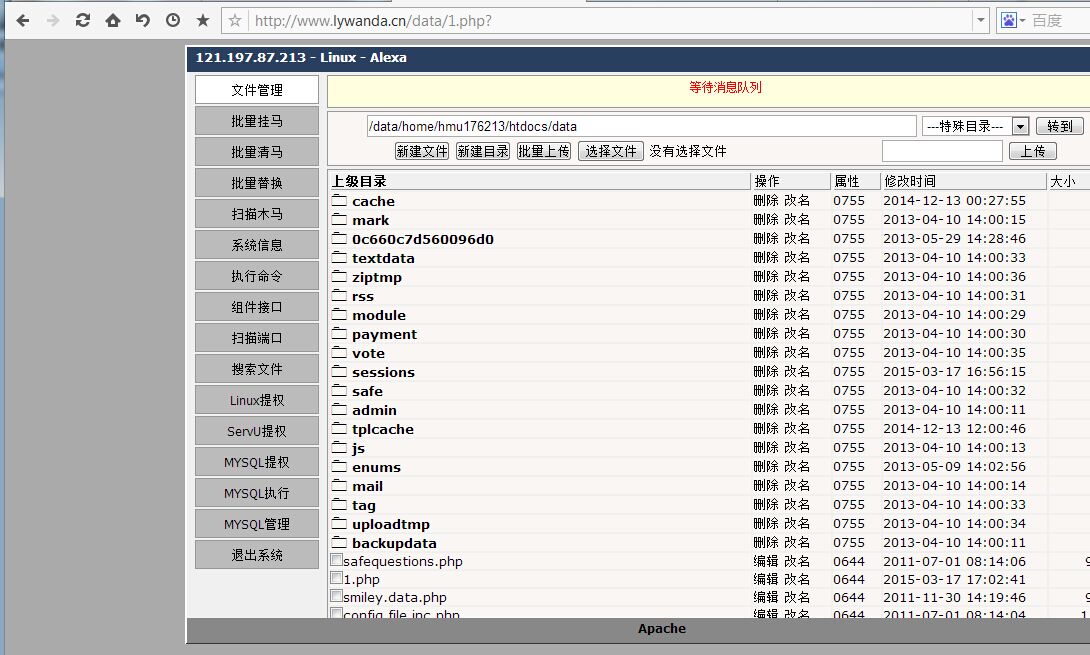 http://www.lywanda.cn/data/1.php? 百度
121.197.87.213 - Linux - Alexa
文件管理
批量挂马
批量清马
批量替换
扫描木马
系统信息
执行命令
组件接口
扫描端口
搜索文件
Linux提权
ServU提权
MYSQL提权
MYSQL执行
MYSQL管理
退出系统
等待消息队列
/data/home/hmu176213/htdocs/data ---特殊目录--- 转到
新建文件 新建目录 批量上传 选择文件 没有选择文件 上传
上级目录 操作 属性 修改时间 大小
cache 删除 改名 0755 2014-12-13 00:27:55
mark 删除 改名 0755 2013-04-10 14:00:15
0c660c7d560096d0 删除 改名 0755 2013-05-29 14:28:46
textdata 删除 改名 0755 2013-04-10 14:00:33
ziptmp 删除 改名 0755 2013-04-10 14:00:36
rss 删除 改名 0755 2013-04-10 14:00:31
module 删除 改名 0755 2013-04-10 14:00:29
payment 删除 改名 0755 2013-04-10 14:00:30
vote 删除 改名 0755 2013-04-10 14:00:35
sessions 删除 改名 0755 2015-03-17 16:56:15
safe 删除 改名 0755 2013-04-10 14:00:32
admin 删除 改名 0755 2013-04-10 14:00:11
tplcache 删除 改名 0755 2014-12-13 12:00:46
js 删除 改名 0755 2013-04-10 14:00:13
enums 删除 改名 0755 2013-05-09 14:02:56
mail 删除 改名 0755 2013-04-10 14:00:14
tag 删除 改名 0755 2013-04-10 14:00:33
uploadtmp 删除 改名 0755 2013-04-10 14:00:34
backupdata 删除 改名 0755 2013-04-10 14:00:11
safequestions.php 编辑 改名 0644 2011-07-01 08:14:06
1.php 编辑 改名 0644 2015-03-17 17:02:41
smiley.data.php 编辑 改名 0644 2011-11-30 14:19:46
config.file.inc.php 编辑 改名 0644 2011-07-01 08:14:04
Apache